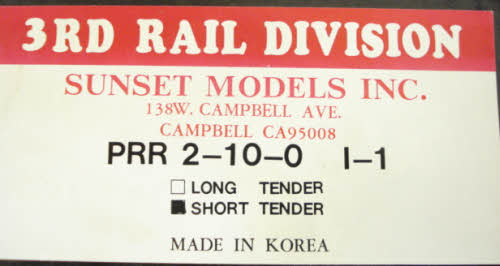 3RD RAIL DIVISION
SUNSET MODELS INC.
138W. CAMPBELL AVE.
CAMPBELL CA95008
PRR 2-10-0 I-1
□ LONG TENDER
■ SHORT TENDER
MADE IN KOREA